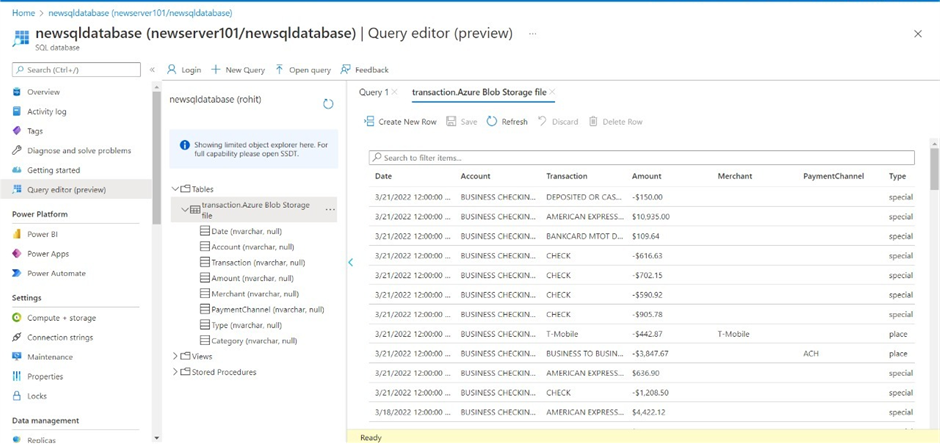 Home > newsqldatabase (newserver101/newsqldatabase)
newsqldatabase (newserver101/newsqldatabase) | Query editor (preview) ...
SQL database
Search (Ctrl+/)
Login New Query Open query Feedback
Overview
Activity log
Tags
Diagnose and solve problems
Getting started
Query editor (preview)
Power Platform
Power BI
Power Apps
Power Automate
Settings
Compute + storage
Connection strings
Maintenance
Properties
Locks
Data management
Replicas
newsqldatabase (rohit)
Showing limited object explorer here. For
full capability please open SSDT.
Tables
transaction.Azure Blob Storage
file
...
Date (nvarchar, null)
Account (nvarchar, null)
Transaction (nvarchar, null)
Amount (nvarchar, null)
Merchant (nvarchar, null)
PaymentChannel (nvarchar, null)
Type (nvarchar, null)
Category (nvarchar, null)
Views
Stored Procedures
Query 1 transaction.Azure Blob Storage file
Create New Row Save Refresh Discard Delete Row
Search to filter items...
Date Account Transaction Amount Merchant PaymentChannel Type
3/21/2022 12:00:00 ... BUSINESS CHECKIN... DEPOSITED OR CAS... -$150.00 special
3/21/2022 12:00:00 ... BUSINESS CHECKIN... AMERICAN EXPRESS... $10,935.00 special
3/21/2022 12:00:00 ... BUSINESS CHECKIN... BANKCARD MTOT D... $109.64 special
3/21/2022 12:00:00 ... BUSINESS CHECKIN... CHECK -$616.63 special
3/21/2022 12:00:00 ... BUSINESS CHECKIN... CHECK -$702.15 special
3/21/2022 12:00:00 ... BUSINESS CHECKIN... CHECK -$590.92 special
3/21/2022 12:00:00 ... BUSINESS CHECKIN... CHECK -$905.78 special
3/21/2022 12:00:00 ... BUSINESS CHECKIN... T-Mobile -$442.87 T-Mobile place
3/21/2022 12:00:00 ... BUSINESS CHECKIN... BUSINESS TO BUSIN... -$3,847.67 ACH place
3/21/2022 12:00:00 ... BUSINESS CHECKIN... AMERICAN EXPRESS... $636.90 special
3/21/2022 12:00:00 ... BUSINESS CHECKIN... CHECK -$1,208.50 special
3/18/2022 12:00:00 ... BUSINESS CHECKIN... AMERICAN EXPRESS... $4,422.12 special
Ready